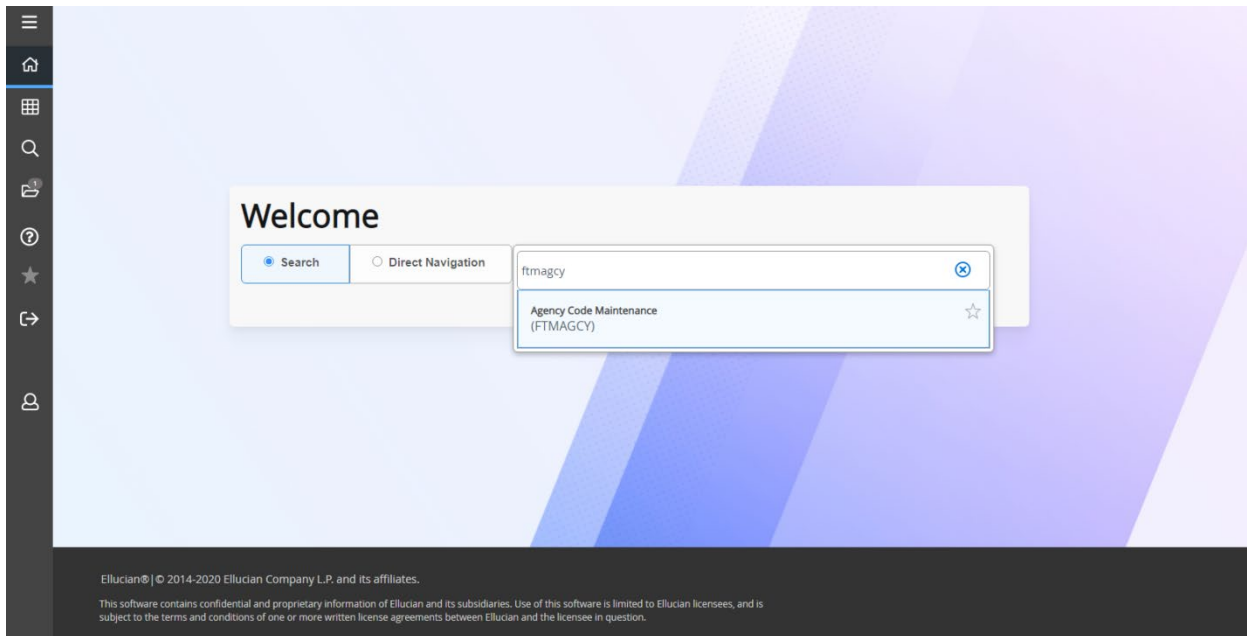 1
Welcome
Search
Direct Navigation
ftmagcy
Agency Code Maintenance
(FTMAGCY)
Ellucian®|© 2014-2020 Ellucian Company L.P. and its affiliates.
This software contains confidential and proprietary information of Ellucian and its subsidiaries. Use of this software is limited to Ellucian licensees, and is
subject to the terms and conditions of one or more written license agreements between Ellucian and the licensee in question.